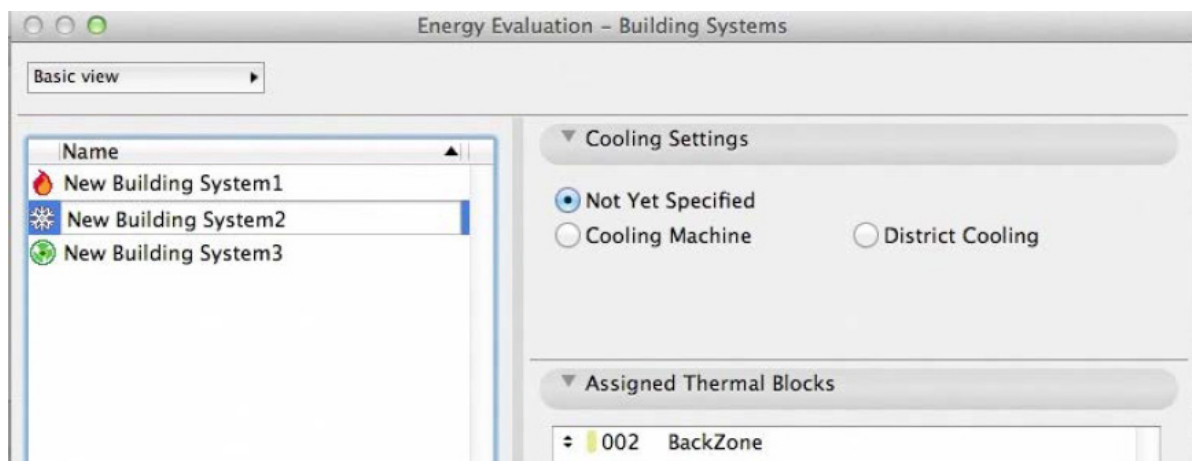 Energy Evaluation – Building Systems
Basic view
Name
New Building System1
New Building System2
New Building System3
Cooling Settings
Not Yet Specified
Cooling Machine
District Cooling
Assigned Thermal Blocks
002 BackZone